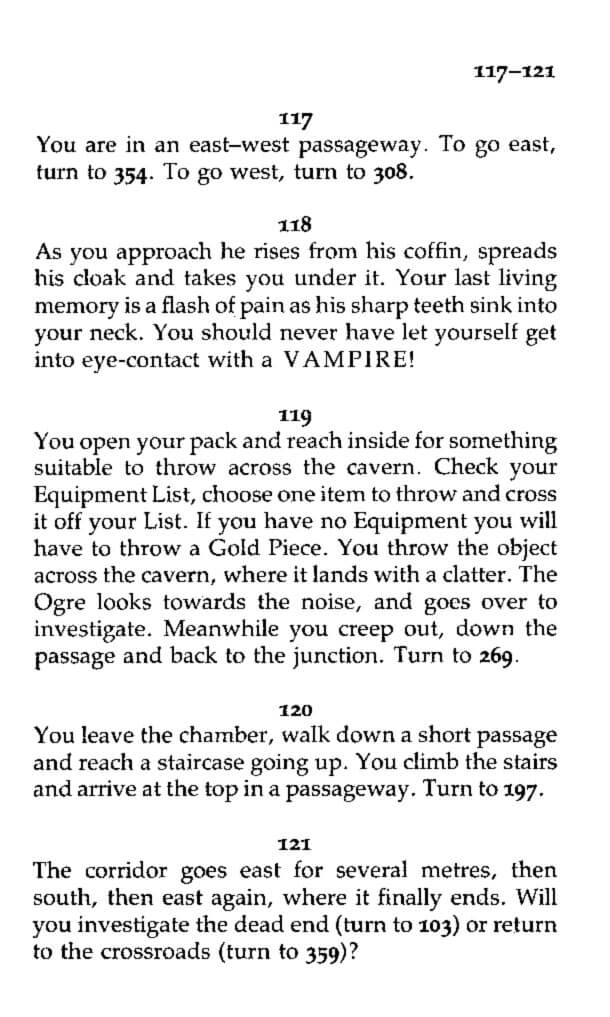 117–121
117
You are in an east–west passageway. To go east,
turn to 354. To go west, turn to 308.
118
As you approach he rises from his coffin, spreads
his cloak and takes you under it. Your last living
memory is a flash of pain as his sharp teeth sink into
your neck. You should never have let yourself get
into eye-contact with a VAMPIRE!
119
You open your pack and reach inside for something
suitable to throw across the cavern. Check your
Equipment List, choose one item to throw and cross
it off your List. If you have no Equipment you will
have to throw a Gold Piece. You throw the object
across the cavern, where it lands with a clatter. The
Ogre looks towards the noise, and goes over to
investigate. Meanwhile you creep out, down the
passage and back to the junction. Turn to 269.
120
You leave the chamber, walk down a short passage
and reach a staircase going up. You climb the stairs
and arrive at the top in a passageway. Turn to 197.
121
The corridor goes east for several metres, then
south, then east again, where it finally ends. Will
you investigate the dead end (turn to 103) or return
to the crossroads (turn to 359)?